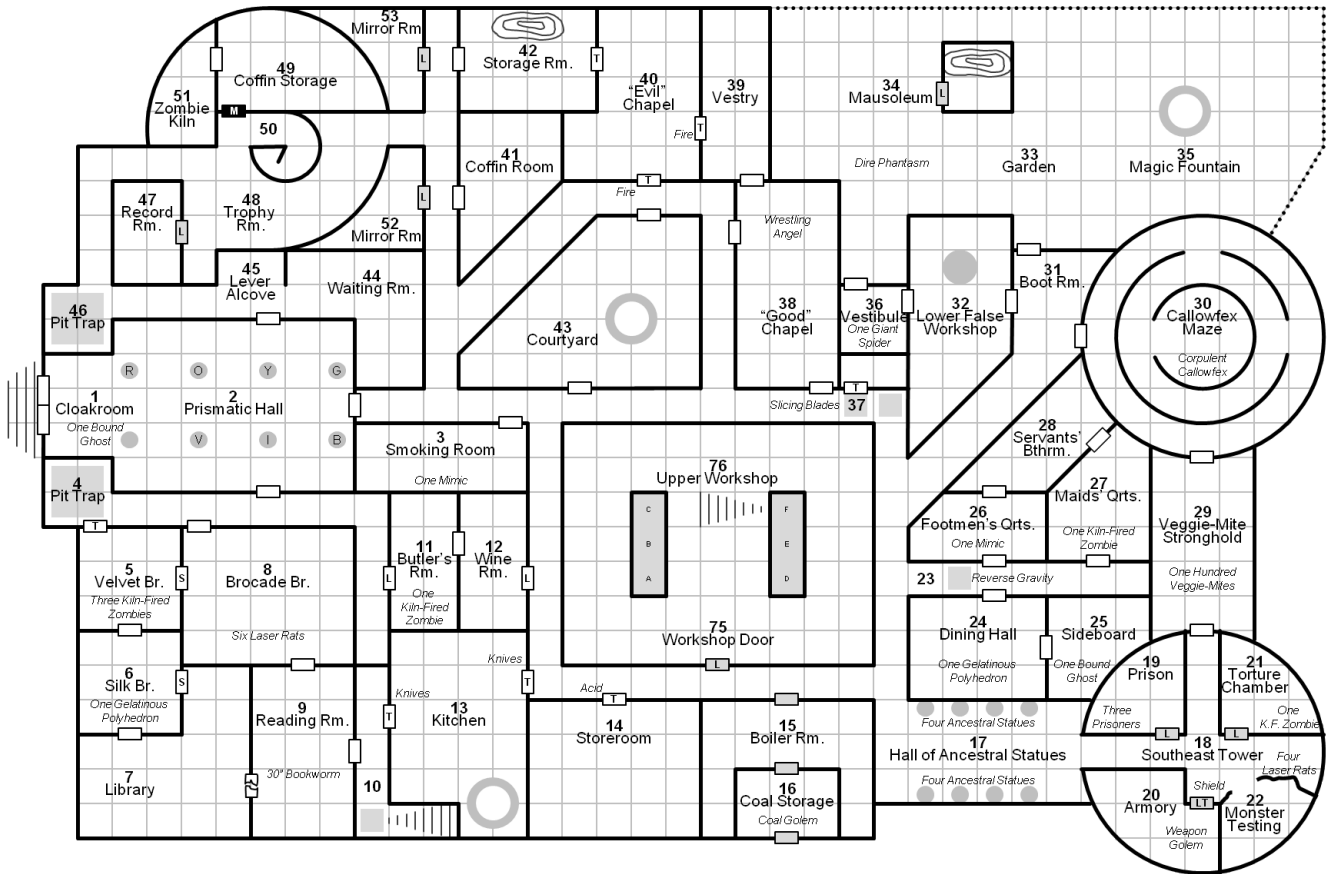 53
Mirror Rm
L
42
Storage Rm.
T
49
Coffin Storage
40
"Evil"
Chapel
39
Vestry
34
Mausoleum
L
51
Zombie
Kiln
M
50
Fire
T
41
Coffin Room
Dire Phantasm
33
Garden
35
Magic Fountain
T
Fire
47
Record
Rm.
L
48
Trophy
Rm.
L
52
Mirror Rm
Wrestling
Angel
45
Lever
Alcove
44
Waiting Rm.
31
Boot Rm.
46
Pit Trap
43
Courtyard
38
"Good"
Chapel
36
Vestibule
One Giant
Spider
32
Lower False
Workshop
30
Callowfex
Maze
Corpulent
Callowfex
R
O
Y
G
1
Cloakroom
One Bound
Ghost
2
Prismatic Hall
V
I
B
T
Slicing Blades
37
3
Smoking Room
One Mimic
28
Servants'
Bthrm.
4
Pit Trap
76
Upper Workshop
C
B
A
F
E
D
27
Maids' Qrts.
One Kiln-Fired
Zombie
26
Footmen's Qrts.
One Mimic
29
Veggie-Mite
Stronghold
One Hundred
Veggie-Mites
T
5
Velvet Br.
Three Kiln-Fired
Zombies
S
8
Brocade Br.
Six Laser Rats
L
11
Butler's
Rm.
One
Kiln-Fired
Zombie
12
Wine
Rm.
L
23
Reverse Gravity
75
Workshop Door
L
24
Dining Hall
One Gelatinous
Polyhedron
25
Sideboard
One Bound
Ghost
6
Silk Br.
One Gelatinous
Polyhedron
S
Knives
T
Knives
T
19
Prison
Three
Prisoners
L
21
Torture
Chamber
One
K.F. Zombie
L
9
Reading Rm.
30" Bookworm
13
Kitchen
Acid
T
14
Storeroom
15
Boiler Rm.
Four Ancestral Statues
17
Hall of Ancestral Statues
Four Ancestral Statues
18
Southeast Tower
Four
Laser Rats
7
Library
10
16
Coal Storage
Coal Golem
20
Armory
Weapon
Golem
Shield
LT
22
Monster
Testing